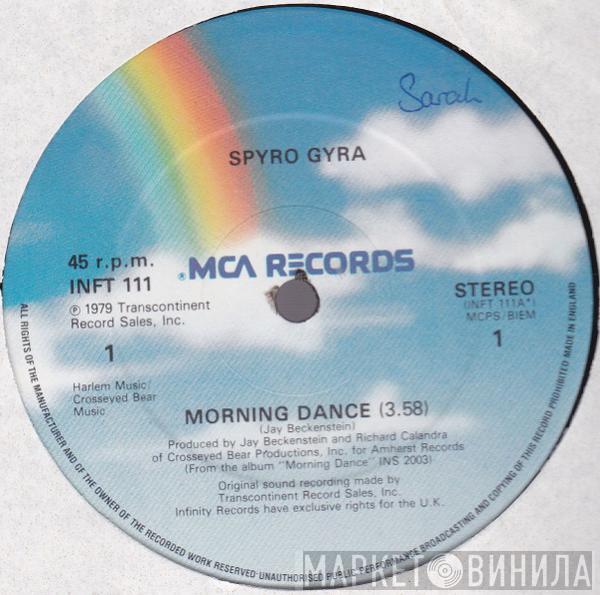 Sarah
SPYRO GYRA
45 r.p.m.
INFT 111
® MCA RECORDS
STEREO
(INFT 111A*)
MCPS/BIEM
℗ 1979 Transcontinent
Record Sales, Inc.
1
1
Harlem Music/
Crosseyed Bear
Music
MORNING DANCE (3.58)
(Jay Beckenstein)
Produced by Jay Beckenstein and Richard Calandra
of Crosseyed Bear Productions, Inc. for Amherst Records
(From the album "Morning Dance" INS 2003)
Original sound recording made by
Transcontinent Record Sales, Inc.
Infinity Records have exclusive rights for the U.K.
ALL RIGHTS OF THE MANUFACTURER AND OF THE OWNER OF THE RECORDED WORK RESERVED UNAUTHORISED PUBLIC PERFORMANCE BROADCASTING AND COPYING OF THIS RECORD PROHIBITED MADE IN ENGLAND
МАРКЕТ ВИНИЛА